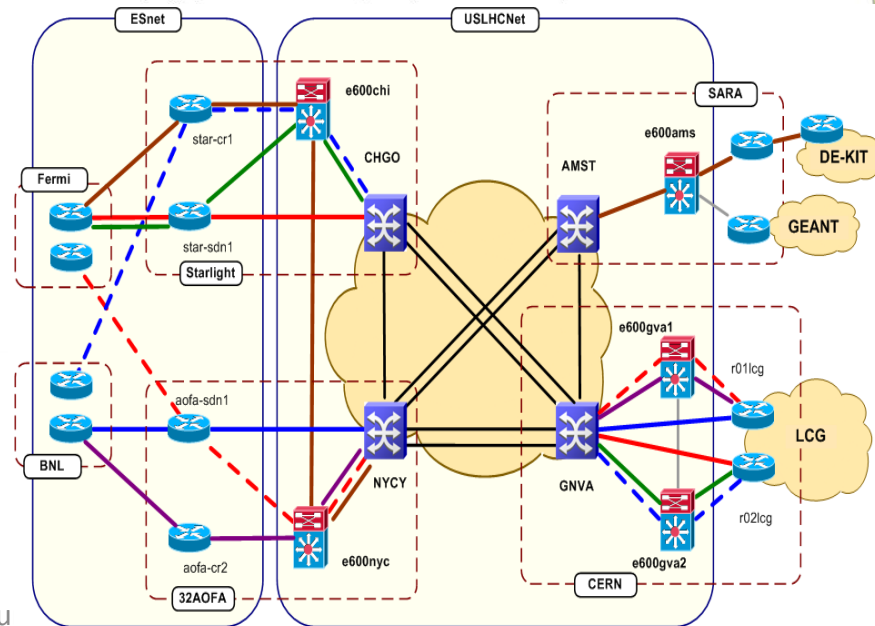 ESnet
USLHCNet
e600chi
SARA
star-cr1
e600ams
CHGO
AMST
DE-KIT
Fermi
GEANT
star-sdn1
Starlight
e600gva1
r01lcg
aofa-sdn1
LCG
BNL
NYCY
GNVA
r02lcg
e600nyc
aofa-cr2
e600gva2
CERN
32AOFA
u